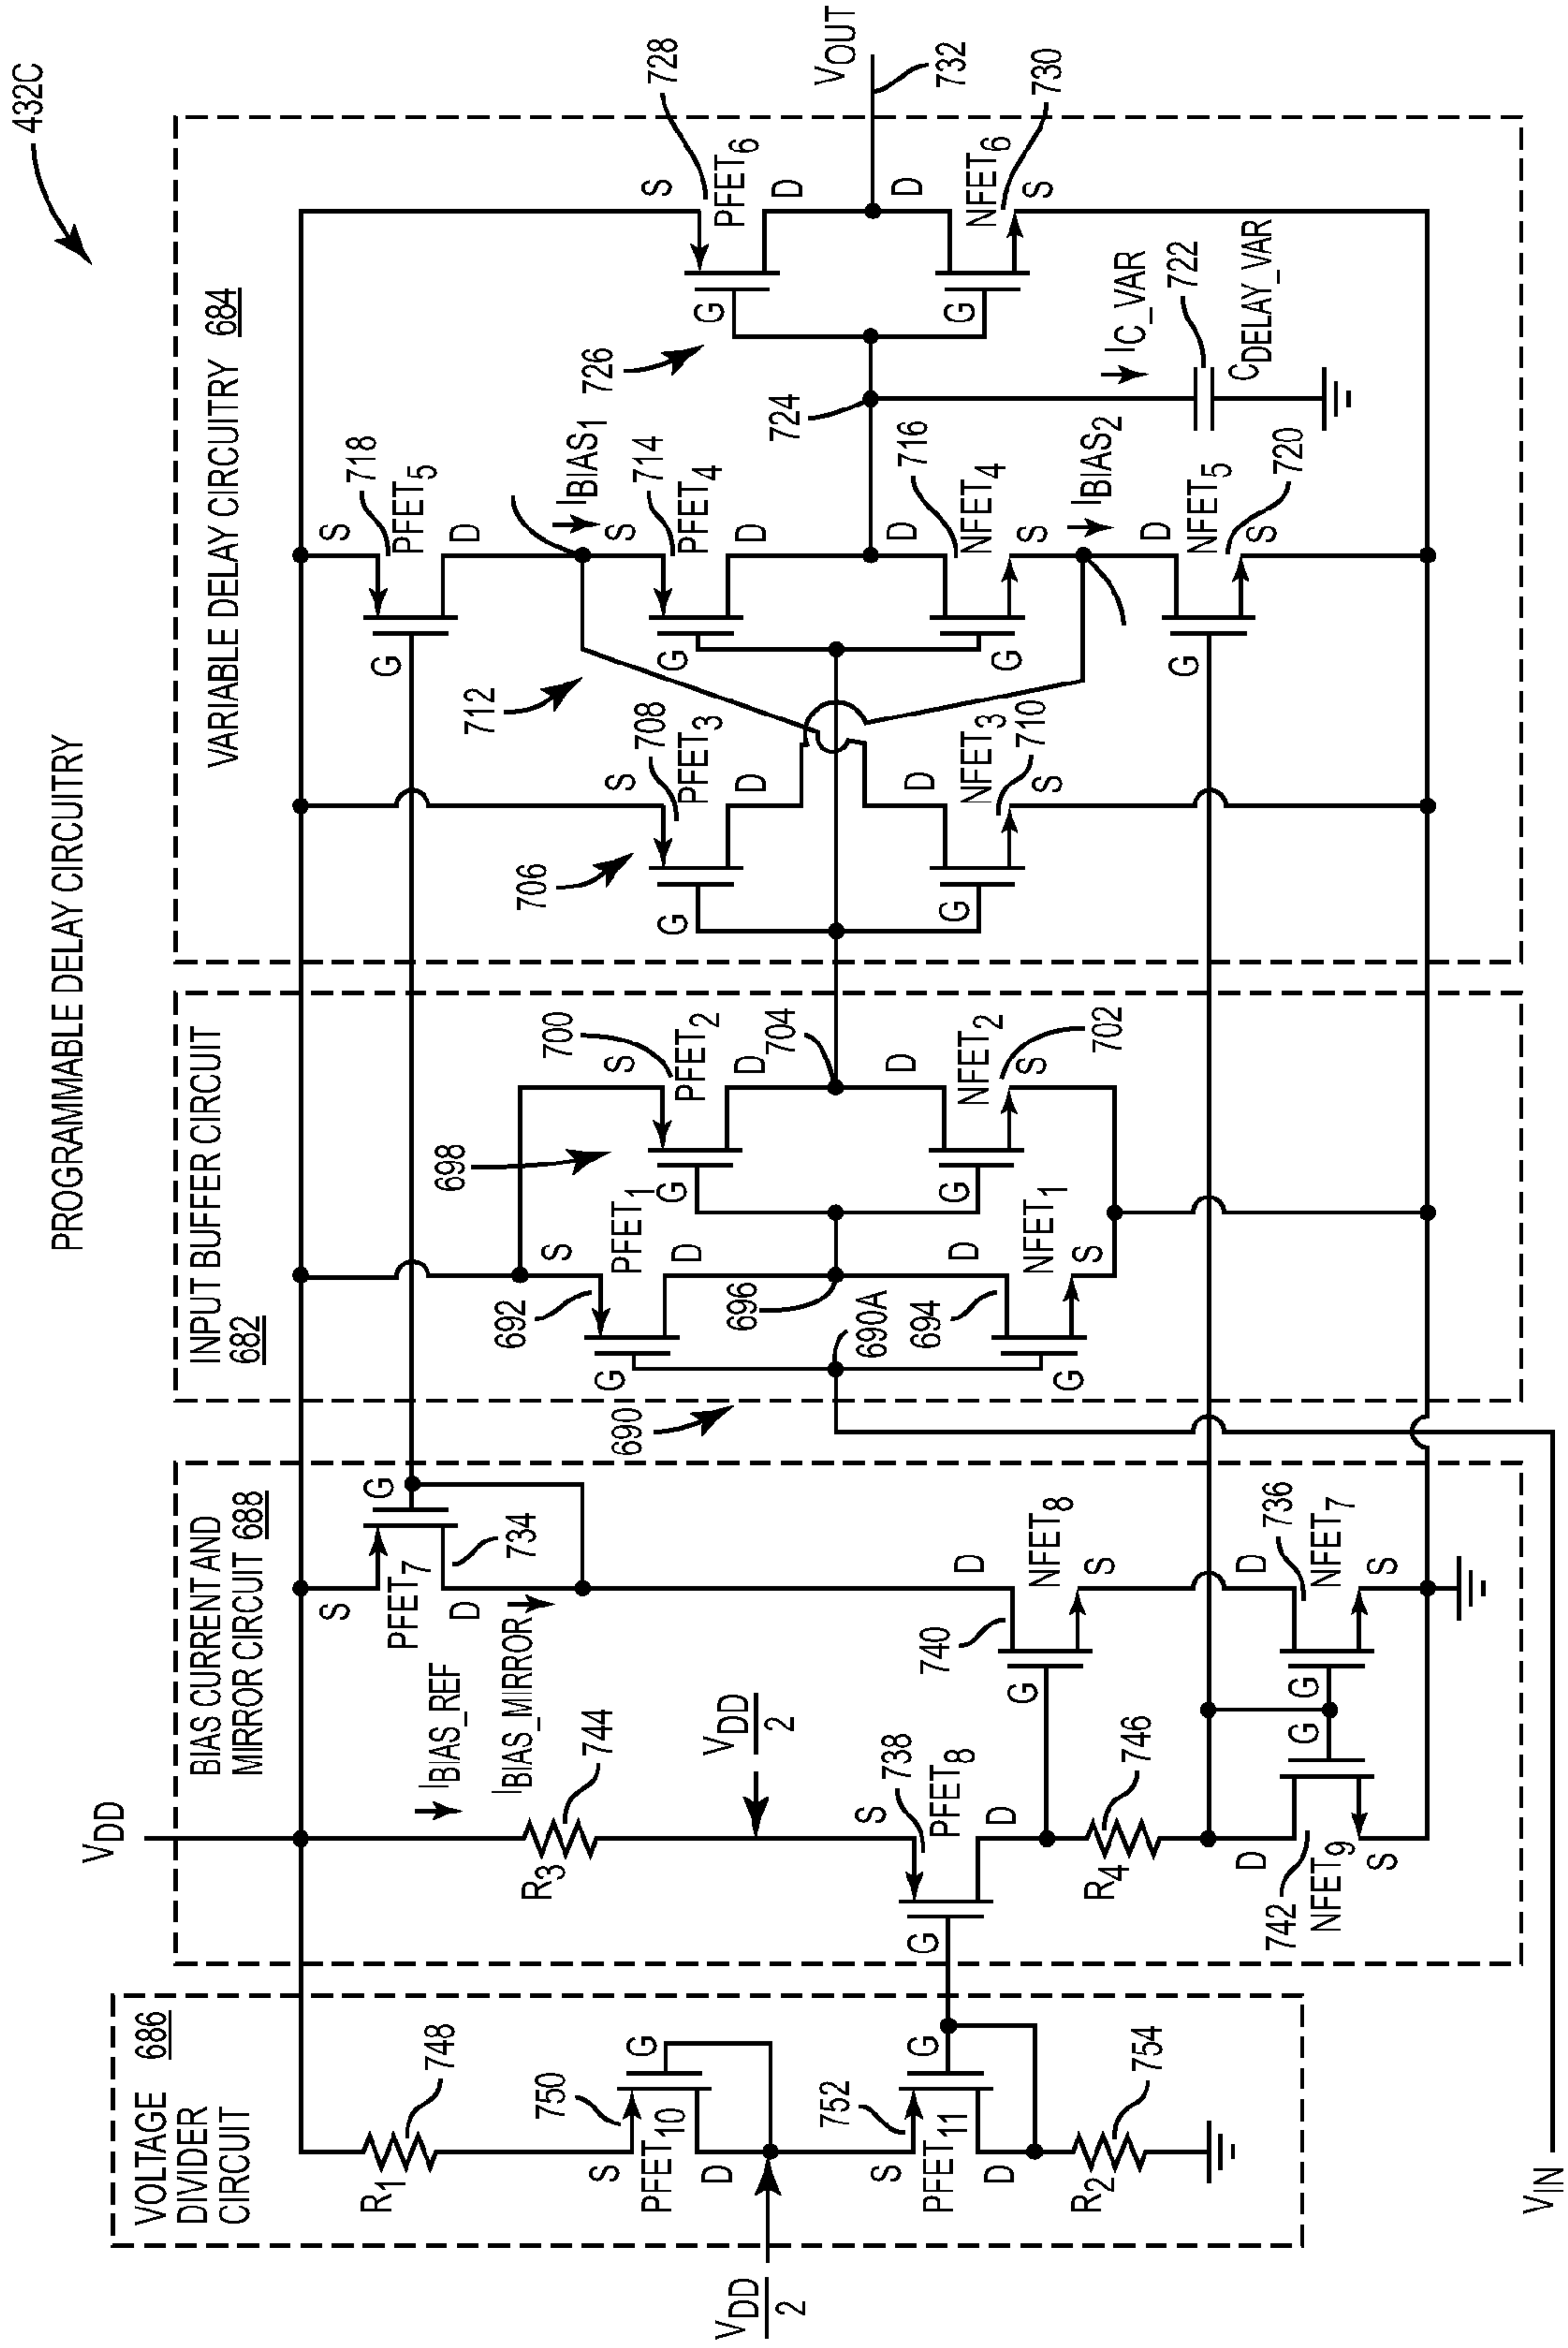 PROGRAMMABLE DELAY CIRCUITRY
432C
VOLTAGE 686
DIVIDER
CIRCUIT
R1
748
S
750
G
PFET10
D
VDD
2
S
752
G
PFET11
D
R2
754
VDD
BIAS CURRENT AND
MIRROR CIRCUIT 688
IBIAS_REF
R3
744
VDD
2
S
738
PFET8
G
D
R4
746
D
742
NFET9
G
S
S
PFET7
G
D
734
IBIAS_MIRROR
D
740
NFET8
G
S
D
736
NFET7
G
S
VIN
INPUT BUFFER CIRCUIT
682
690
690A
S
692
PFET1
G
D
696
D
694
NFET1
G
S
698
700
S
PFET2
G
D
704
D
NFET2
702
G
S
VARIABLE DELAY CIRCUITRY 684
706
S
708
PFET3
G
D
D
NFET3
710
G
S
712
S
718
PFET5
G
D
IBIAS1
S
714
PFET4
G
D
D
716
NFET4
G
S
IBIAS2
D
NFET5
720
G
S
724
IC_VAR
722
CDELAY_VAR
726
S
728
PFET6
G
D
D
NFET6
730
G
S
VOUT
732